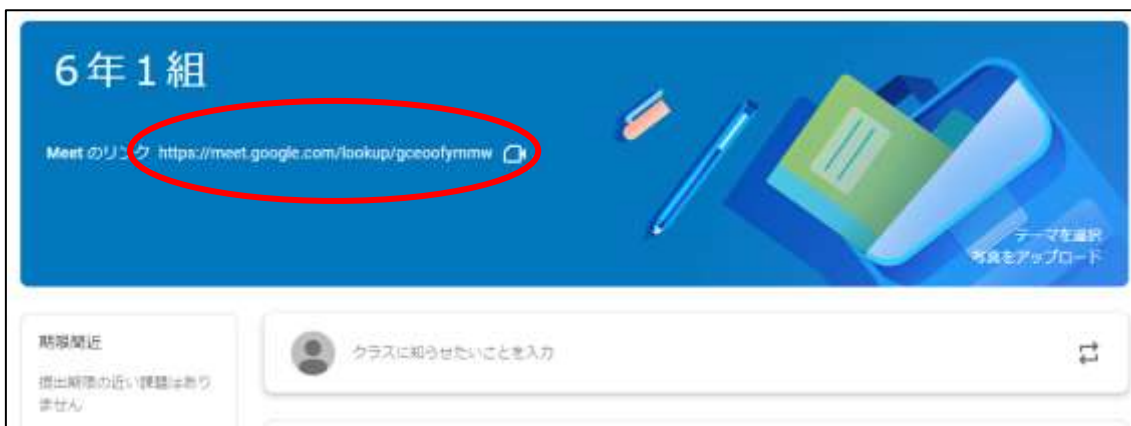 6年1組
Meet のリンク https://meet.google.com/lookup/gceoofymmw
テーマを選択
写真をアップロード
期限間近
提出期限の近い課題はあり
ません
クラスに知らせたいことを入力